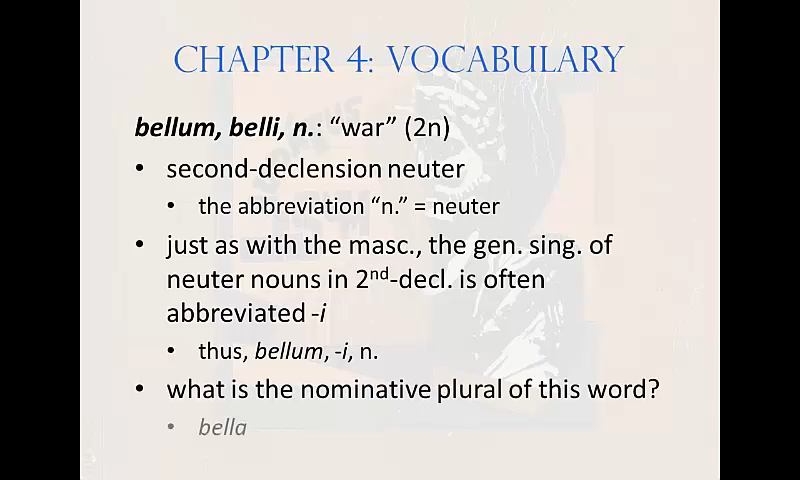 CHAPTER 4: VOCABULARY
bellum, belli, n.: “war” (2n)
• second-declension neuter
• the abbreviation “n.” = neuter
• just as with the masc., the gen. sing. of
neuter nouns in 2nd-decl. is often
abbreviated -i
• thus, bellum, -i, n.
• what is the nominative plural of this word?
• bella